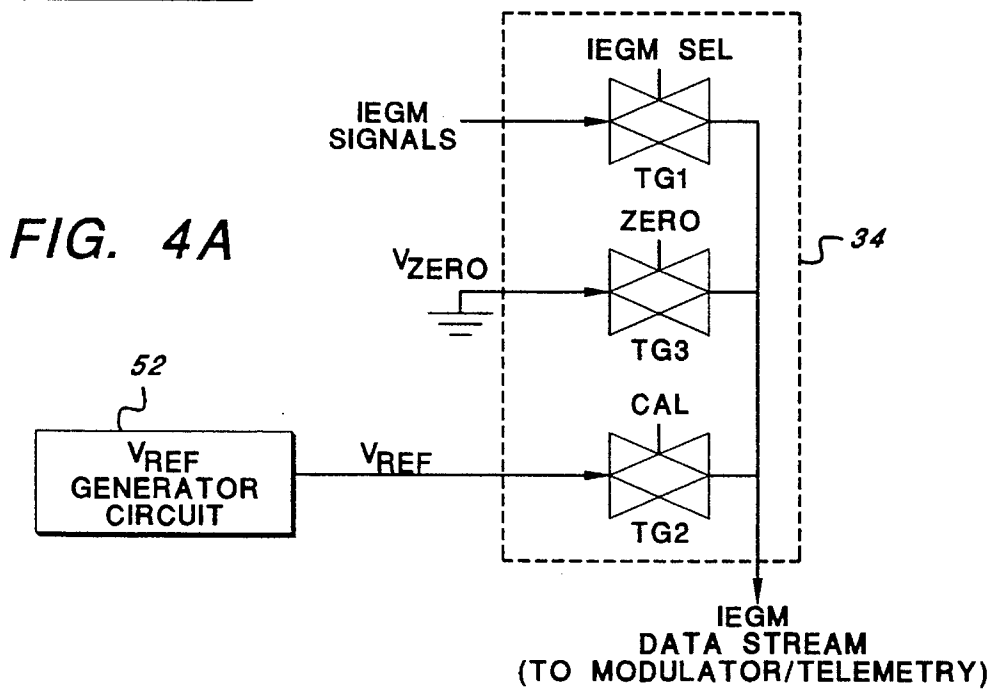 IEGM SEL
IEGM
SIGNALS
TG1
FIG. 4A
ZERO
VZERO
34
TG3
52
CAL
VREF
GENERATOR
CIRCUIT
VREF
TG2
IEGM
DATA STREAM
(TO MODULATOR/TELEMETRY)